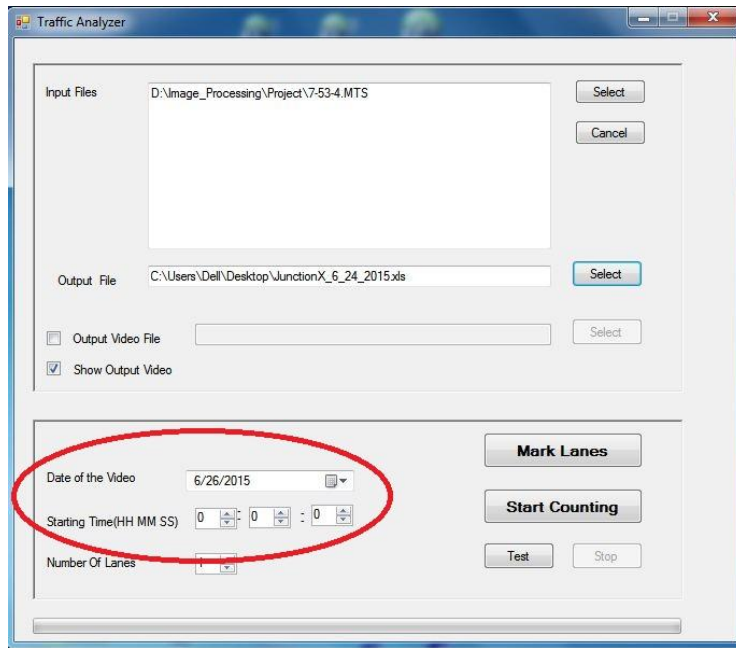 Traffic Analyzer
Input Files
D:\Image_Processing\Project\7-53-4.MTS
Select
Cancel
Output File
C:\Users\Dell\Desktop\JunctionX_6_24_2015.xls
Select
Output Video File
Select
Show Output Video
Mark Lanes
Date of the Video
6/26/2015
Starting Time(HH MM SS)
0 : 0 : 0
Start Counting
Number Of Lanes
1
Test
Stop